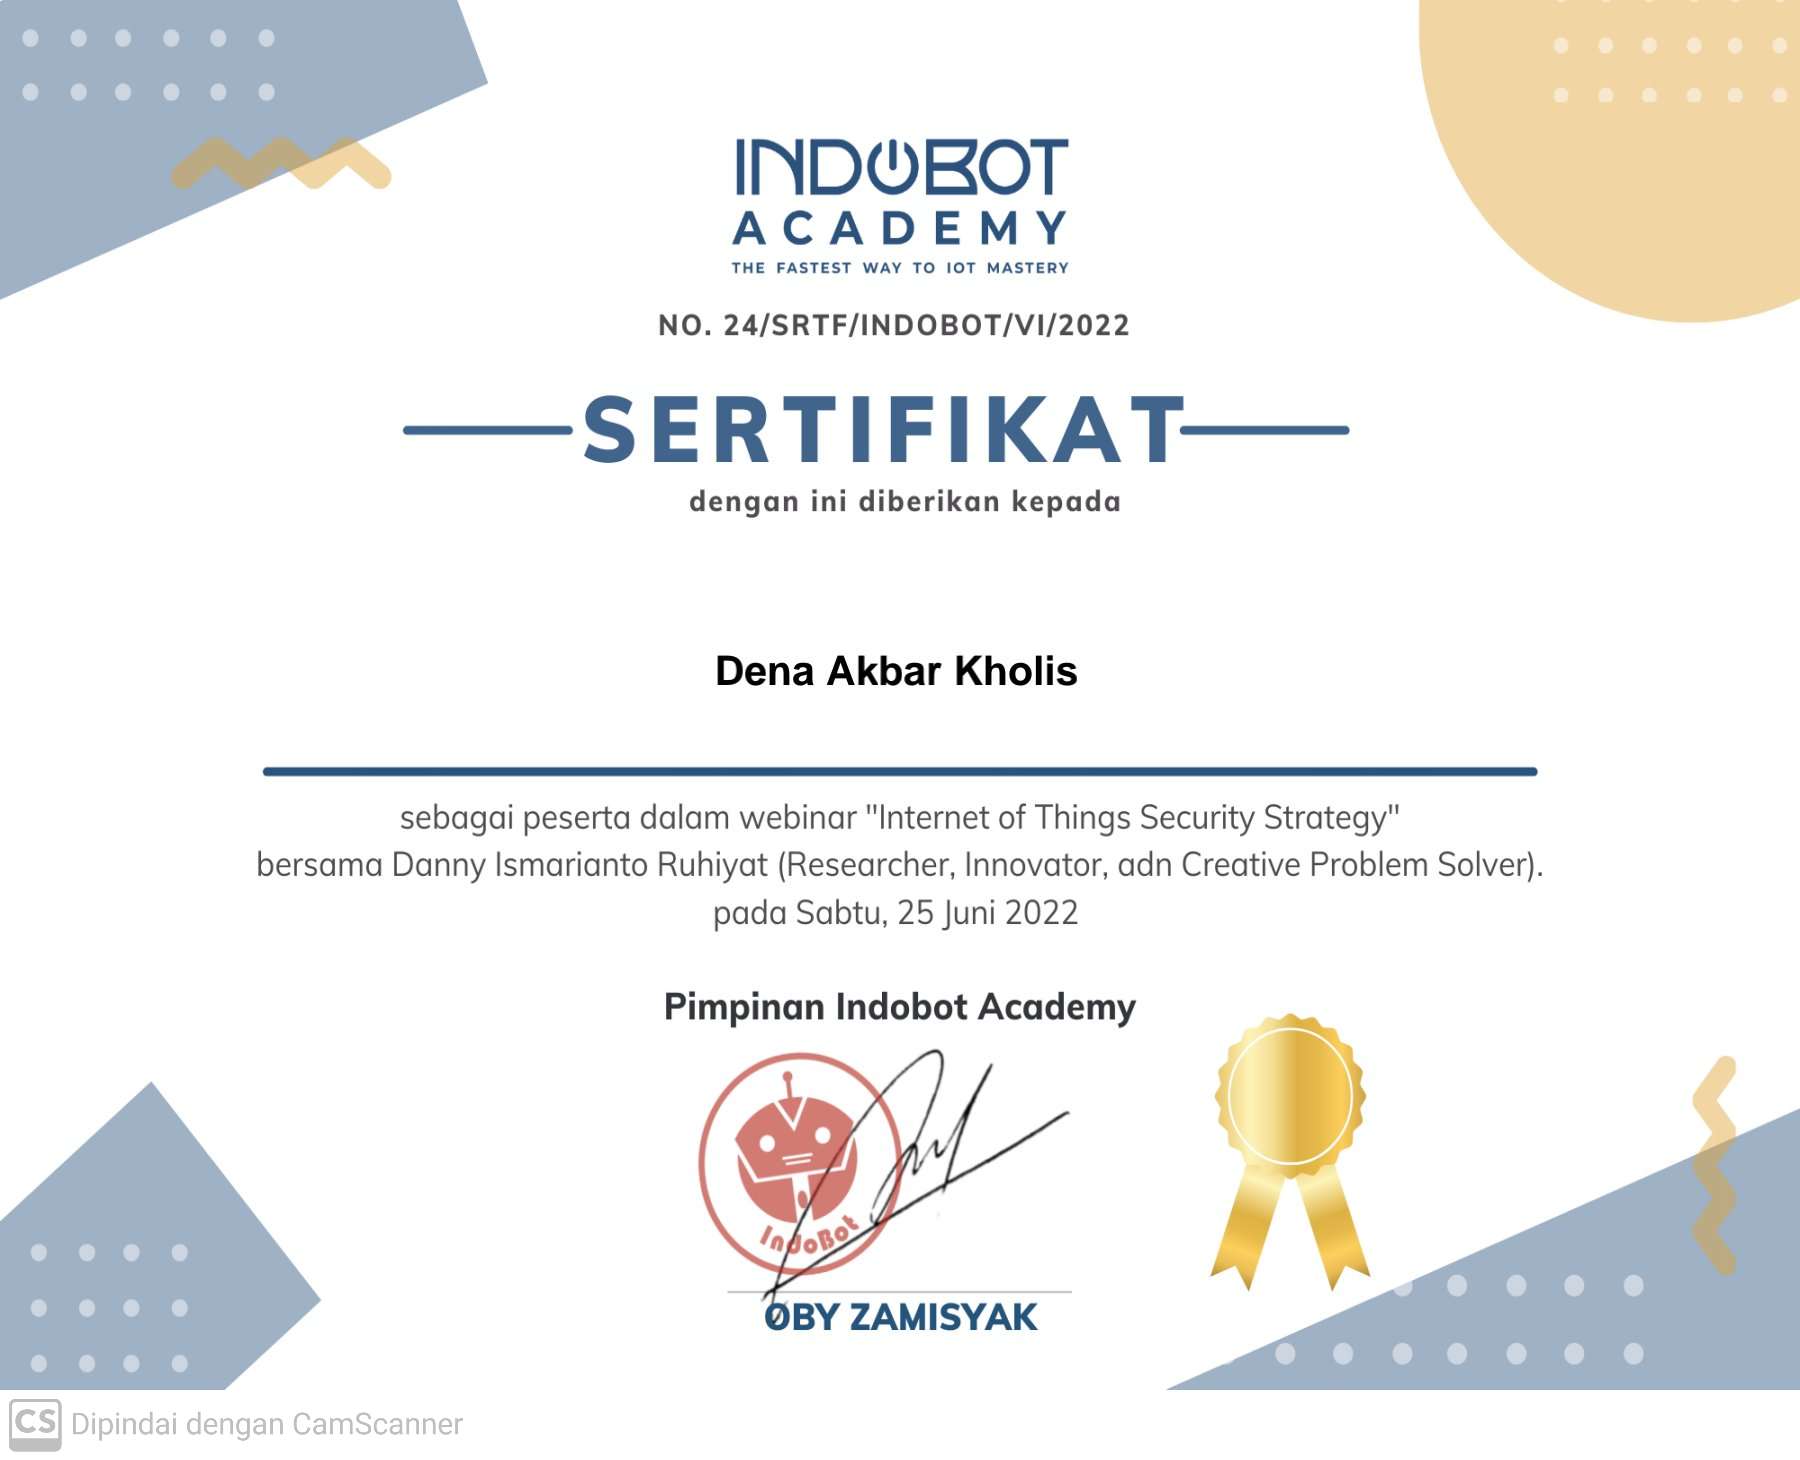 INDOBOT
ACADEMY
THE FASTEST WAY TO IOT MASTERY
NO. 24/SRTF/INDOBOT/VI/2022
SERTIFIKAT
dengan ini diberikan kepada
Dena Akbar Kholis
sebagai peserta dalam webinar "Internet of Things Security Strategy"
bersama Danny Ismarianto Ruhiyat (Researcher, Innovator, adn Creative Problem Solver).
pada Sabtu, 25 Juni 2022
Pimpinan Indobot Academy
IndoBot
OBY ZAMISYAK
CS Dipindai dengan CamScanner